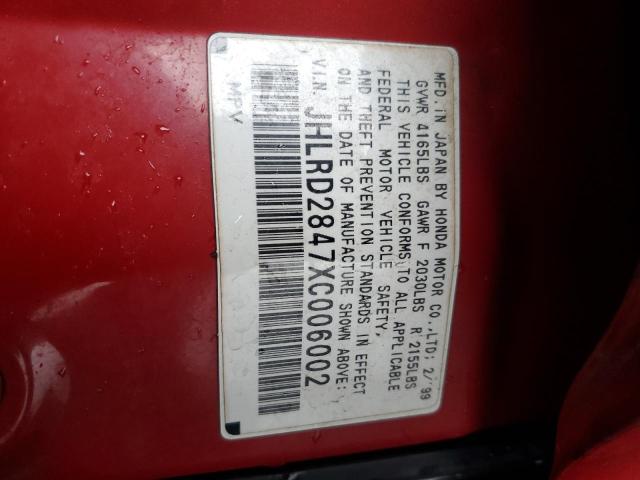 MFD. IN JAPAN BY HONDA MOTOR CO., LTD; 2/'99
GVWR 4165LBS GAWR F 2030LBS R 2155LBS
THIS VEHICLE CONFORMS TO ALL APPLICABLE
FEDERAL MOTOR VEHICLE SAFETY,
AND THEFT PREVENTION STANDARDS IN EFFECT
ON THE DATE OF MANUFACTURE SHOWN ABOVE:
V.I.N. JHLRD2847XC006002
MPV